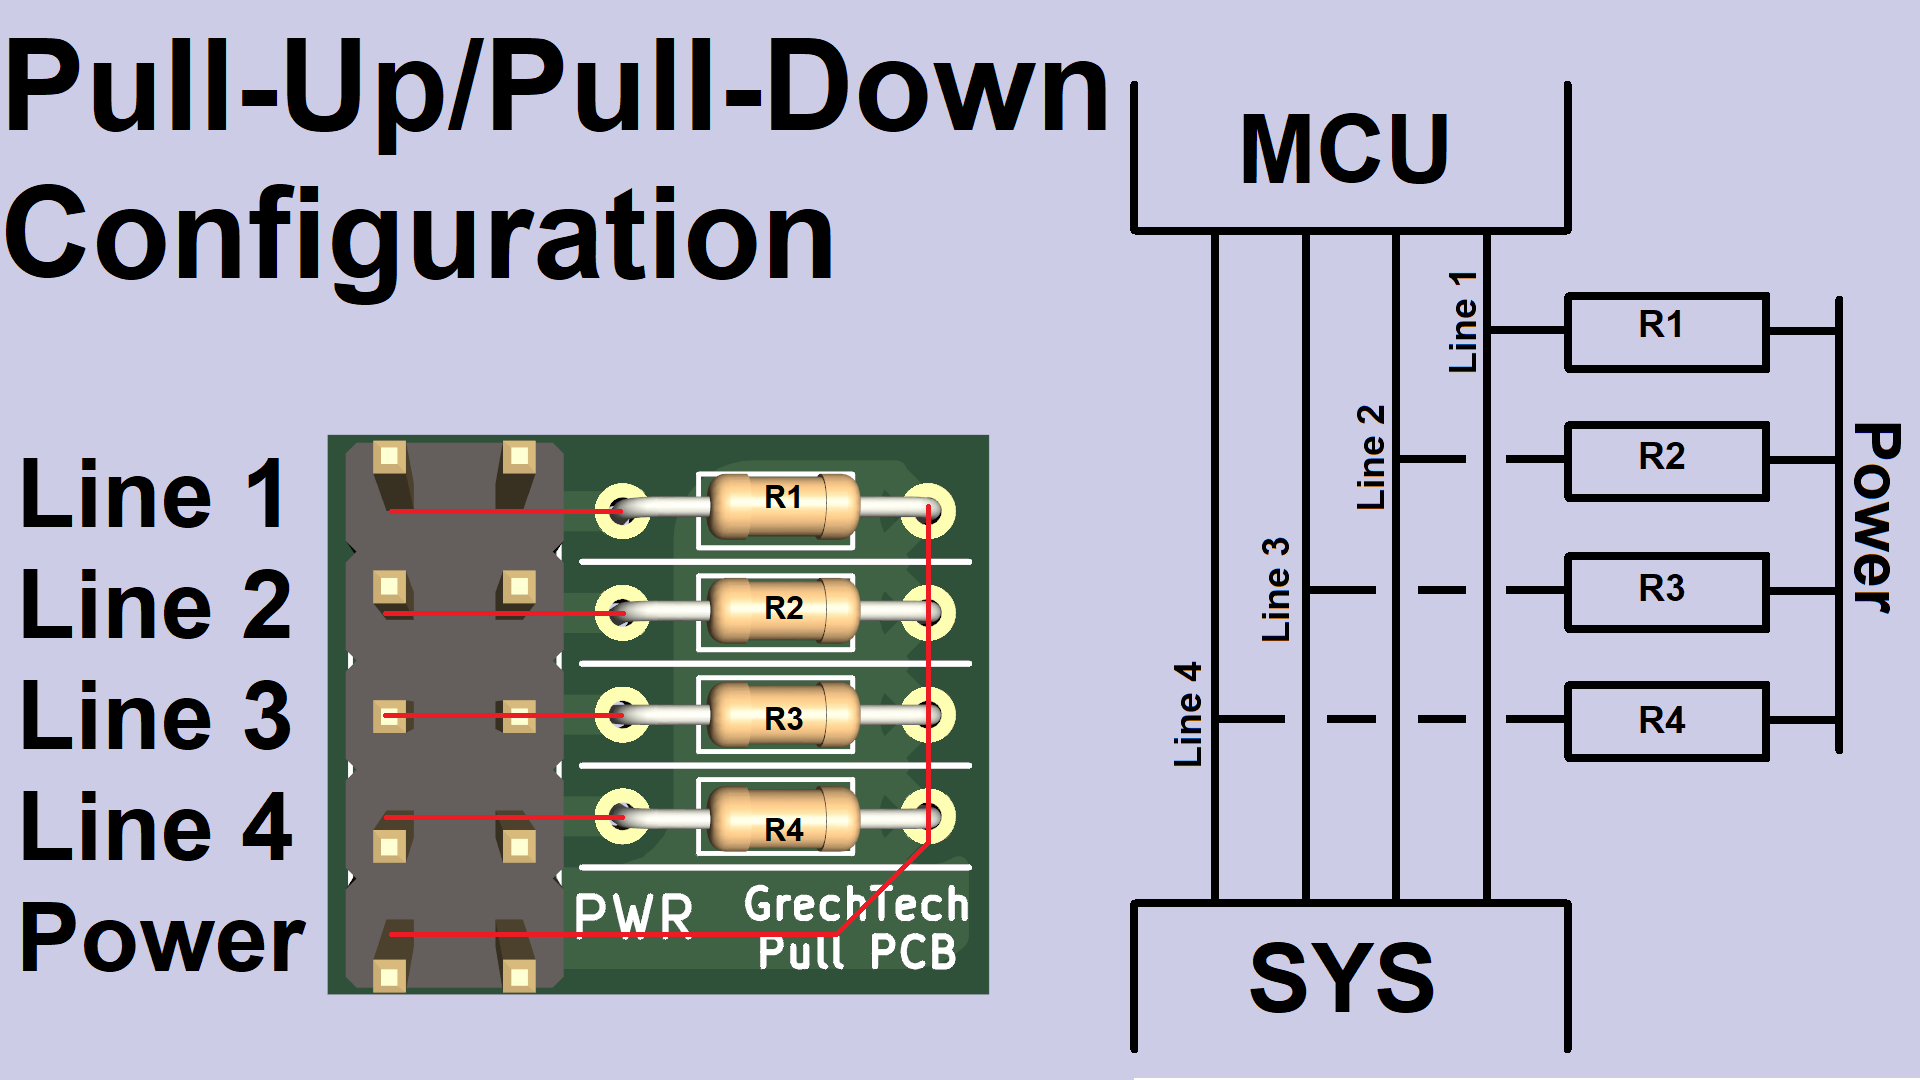 Pull-Up/Pull-Down
Configuration
Line 1
Line 2
Line 3
Line 4
Power
R1
R2
R3
R4
PWR
GrechTech
Pull PCB
MCU
Line 1
Line 2
Line 3
Line 4
R1
R2
R3
R4
Power
SYS